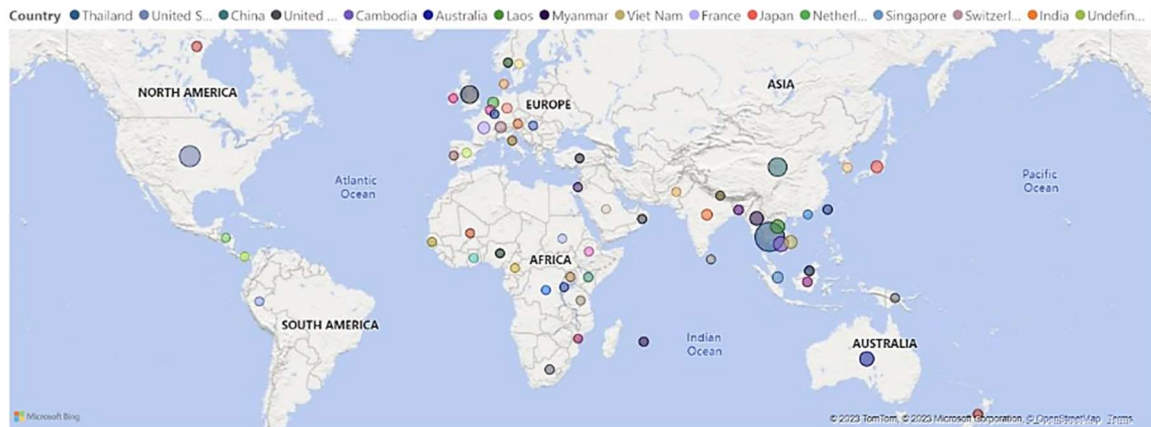 Country Thailand United S... China United ... Cambodia Australia Laos Myanmar Viet Nam France Japan Netherl... Singapore Switzerl... India Undefin...
NORTH AMERICA
ASIA
EUROPE
Atlantic
Ocean
Pacific
Ocean
AFRICA
SOUTH AMERICA
Indian
Ocean
AUSTRALIA
Microsoft Bing
© 2023 TomTom, © 2023 Microsoft Corporation, © OpenStreetMap Terms